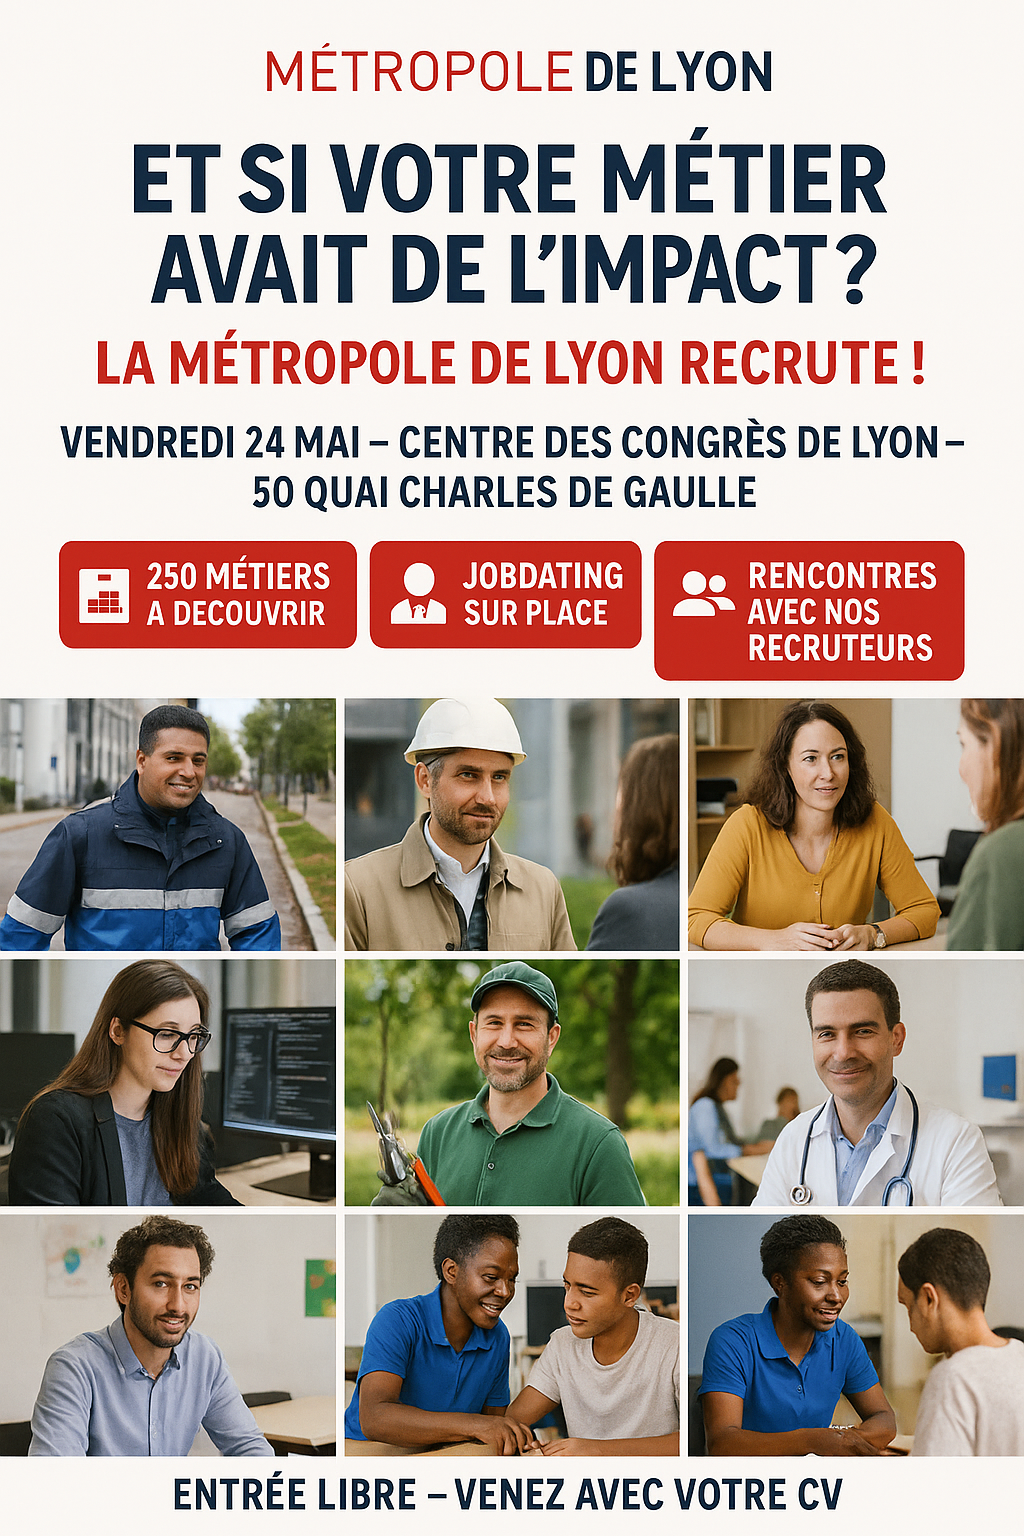 MÉTROPOLE DE LYON
ET SI VOTRE MÉTIER
AVAIT DE L'IMPACT?
LA MÉTROPOLE DE LYON RECRUTE !
VENDREDI 24 MAI – CENTRE DES CONGRÈS DE LYON –
50 QUAI CHARLES DE GAULLE
250 MÉTIERS
A DECOUVRIR
JOBDATING
SUR PLACE
RENCONTRES
AVEC NOS
RECRUTEURS
ENTRÉE LIBRE – VENEZ AVEC VOTRE CV